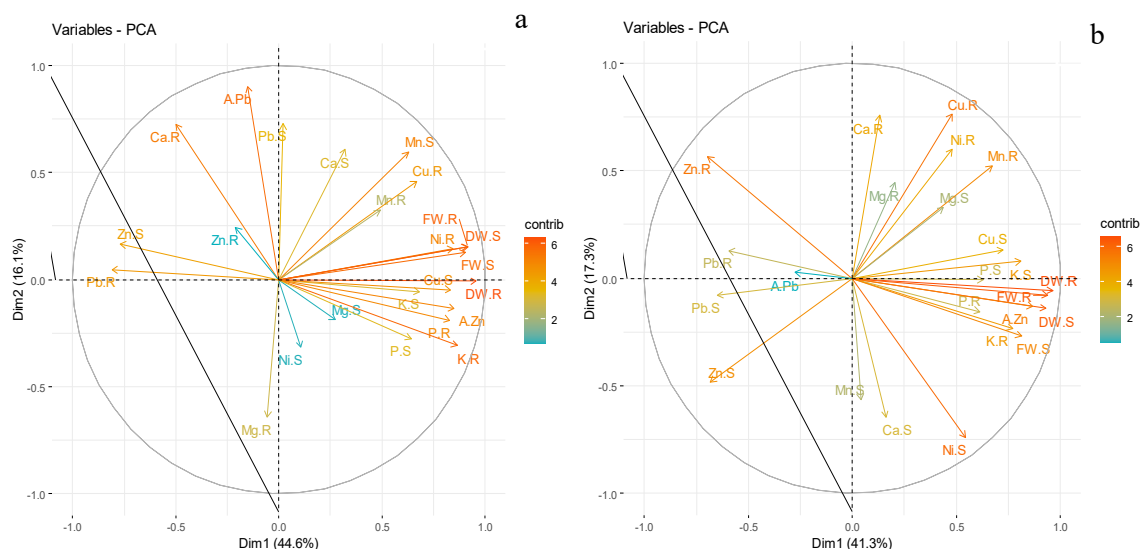 a
Variables - PCA
1.0
0.5
0.0
-0.5
-1.0
Dim2 (16.1%)
A.Pb
Ca.R
Pb.S
Ca.S
Mn.S
Cu.R
Mn.R
FW.R
DW.S
Ni.R
FW.S
Zn.S
Zn.R
Pb.R
Cu.S
DW.R
K.S
Mg.S
A.Zn
P.R
P.S
K.R
Ni.S
Mg.R
-1.0
-0.5
0.0
0.5
1.0
Dim1 (44.6%)
contrib
6
4
2
b
Variables - PCA
1.0
0.5
0.0
-0.5
-1.0
Dim2 (17.3%)
Cu.R
Ca.R
Ni.R
Mn.R
Zn.R
Mg.R
Mg.S
Cu.S
Pb.R
P.S
K.S
A.Pb
DW.R
FW.R
Pb.S
P.R
A.Zn
DW.S
K.R
FW.S
Zn.S
Mn.S
Ca.S
Ni.S
-1.0
-0.5
0.0
0.5
1.0
Dim1 (41.3%)
contrib
6
4
2